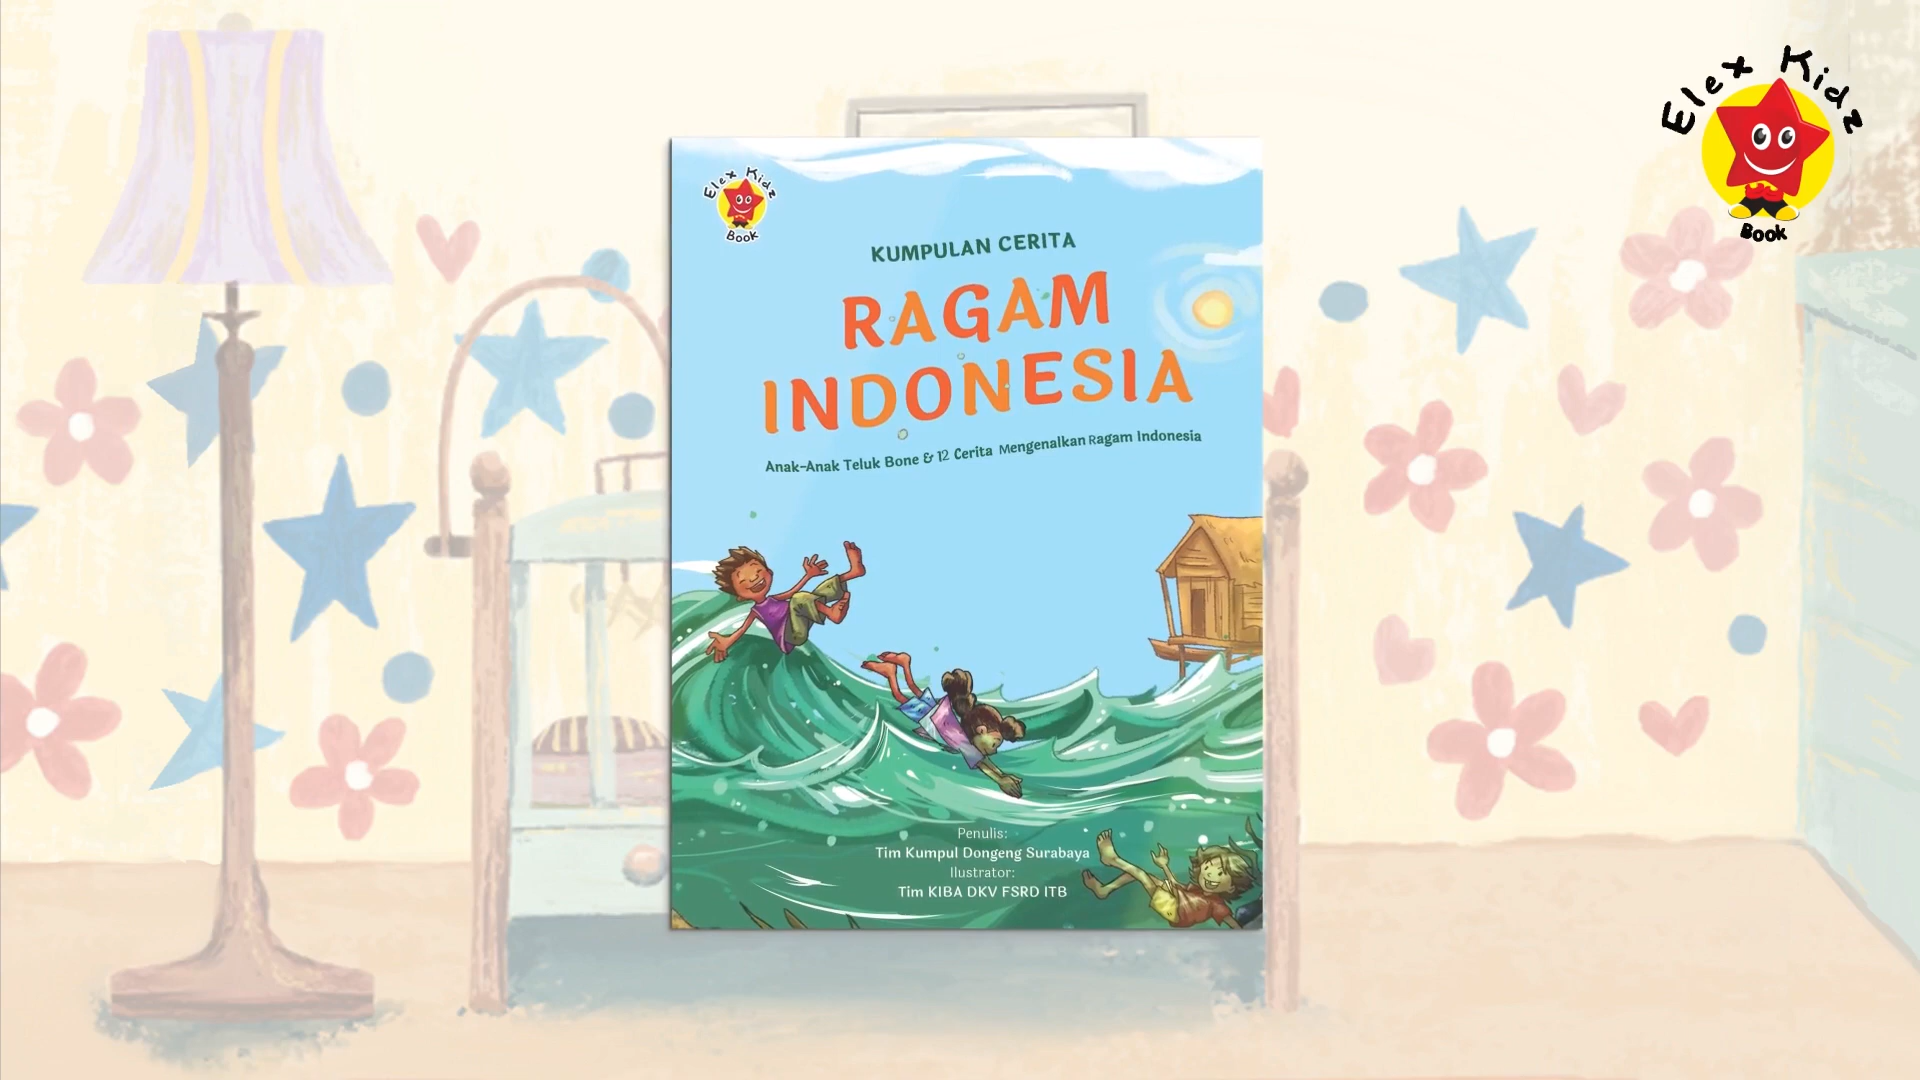 Elex Kidz
Book
Elex Kidz
Book
KUMPULAN CERITA
RAGAM
INDONESIA
Anak-Anak Teluk Bone & 12 Cerita Mengenalkan Ragam Indonesia
Penulis:
Tim Kumpul Dongeng Surabaya
Ilustrator:
Tim KIBA DKV FSRD ITB